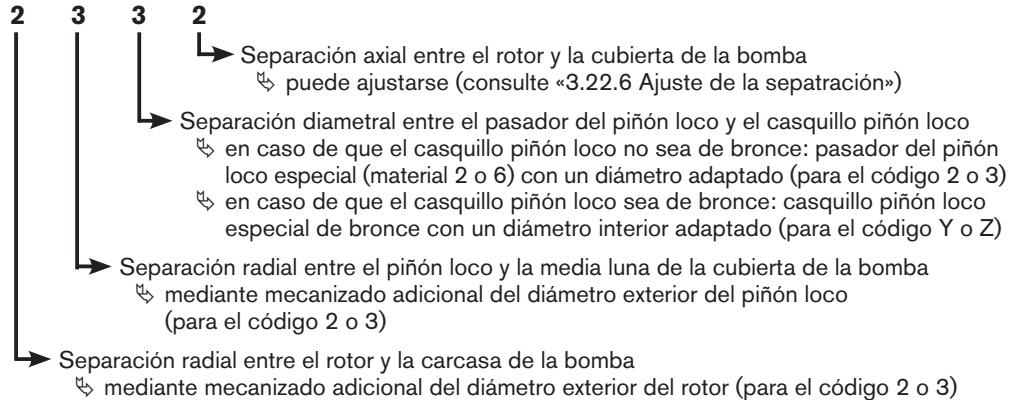 2 3 3 2
Separación axial entre el rotor y la cubierta de la bomba
puede ajustarse (consulte «3.22.6 Ajuste de la sepatración»)
Separación diametral entre el pasador del piñón loco y el casquillo piñón loco
en caso de que el casquillo piñón loco no sea de bronce: pasador del piñón
loco especial (material 2 o 6) con un diámetro adaptado (para el código 2 o 3)
en caso de que el casquillo piñón loco sea de bronce: casquillo piñón loco
especial de bronce con un diámetro interior adaptado (para el código Y o Z)
Separación radial entre el piñón loco y la media luna de la cubierta de la bomba
mediante mecanizado adicional del diámetro exterior del piñón loco
(para el código 2 o 3)
Separación radial entre el rotor y la carcasa de la bomba
mediante mecanizado adicional del diámetro exterior del rotor (para el código 2 o 3)